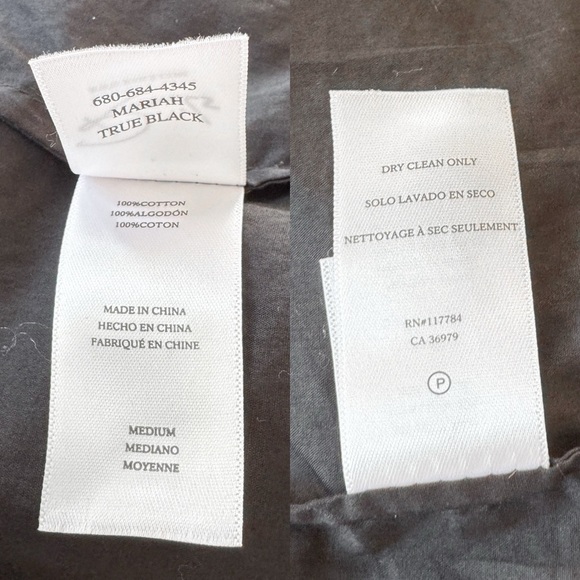 680-684-4345
MARIAH
TRUE BLACK
100%COTTON
100%ALGODÓN
100%COTON
MADE IN CHINA
HECHO EN CHINA
FABRIQUÉ EN CHINE
MEDIUM
MEDIANO
MOYENNE
DRY CLEAN ONLY
SOLO LAVADO EN SECO
NETTOYAGE À SEC SEULEMENT
RN#117784
CA 36979
P